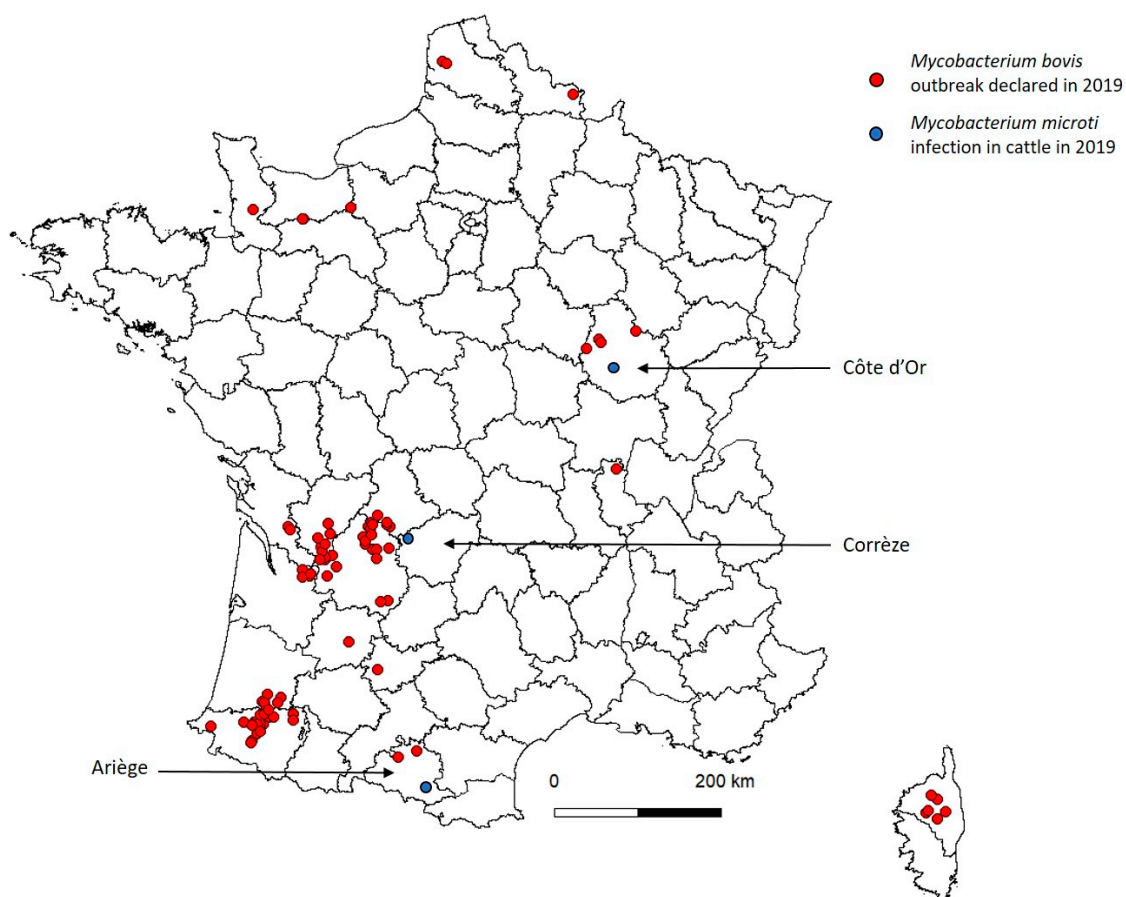 Mycobacterium bovis
outbreak declared in 2019
Mycobacterium microti
infection in cattle in 2019
Côte d’Or
Corrèze
Ariège
0 200 km